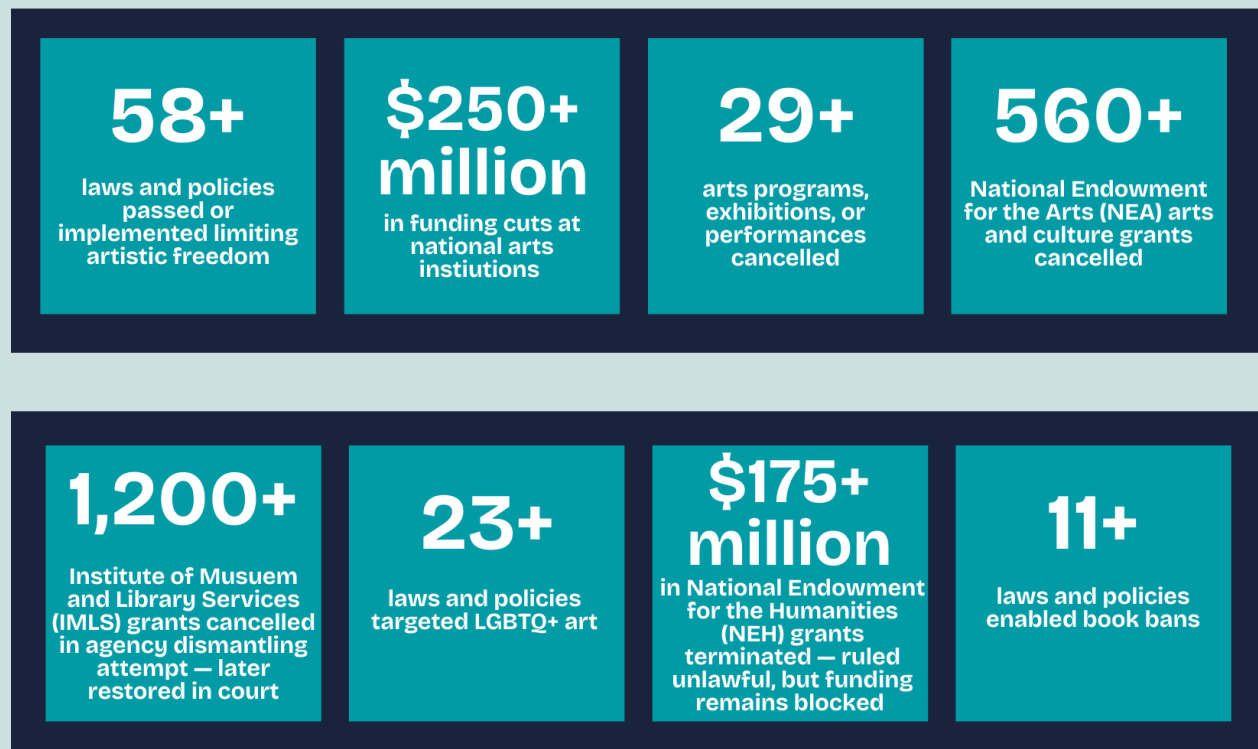 58+
laws and policies
passed or
implemented limiting
artistic freedom
$250+
million
in funding cuts at
national arts
instiutions
29+
arts programs,
exhibitions, or
performances
cancelled
560+
National Endowment
for the Arts (NEA) arts
and culture grants
cancelled
1,200+
Institute of Musuem
and Library Services
(IMLS) grants cancelled
in agency dismantling
attempt — later
restored in court
23+
laws and policies
targeted LGBTQ+ art
$175+
million
in National Endowment
for the Humanities
(NEH) grants
terminated — ruled
unlawful, but funding
remains blocked
11+
laws and policies
enabled book bans